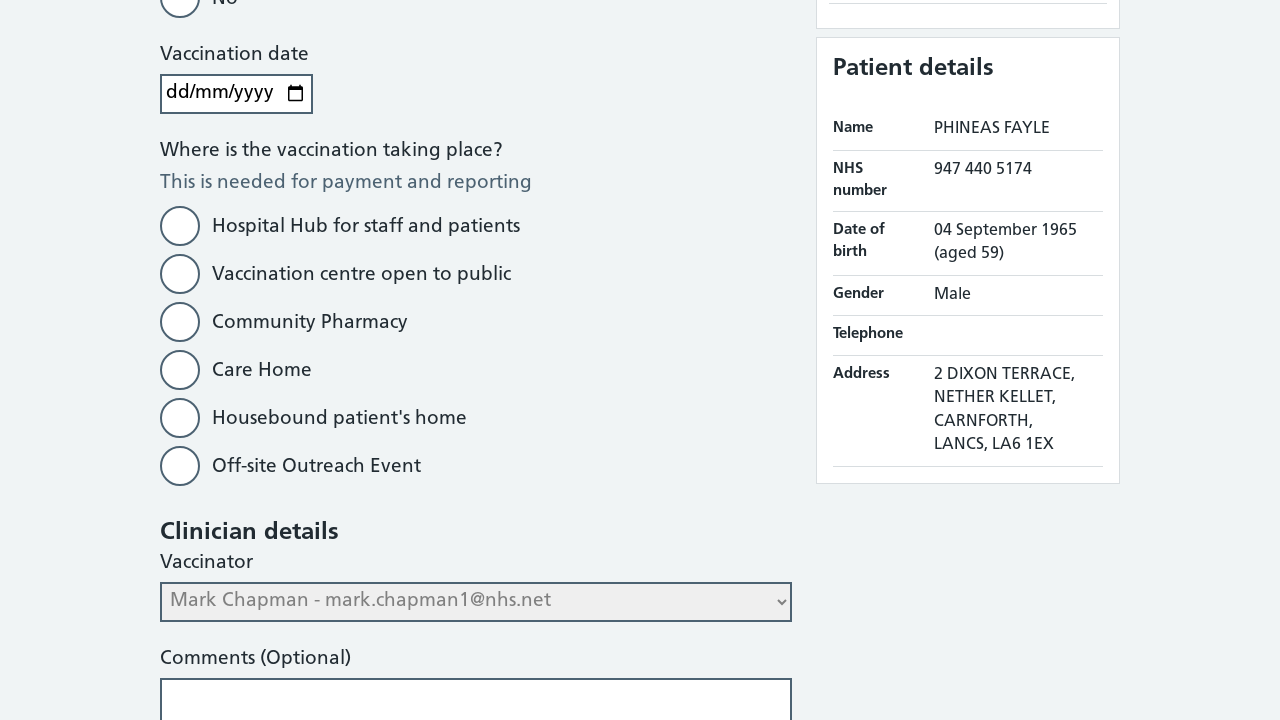 No
Vaccination date
dd/mm/yyyy
Where is the vaccination taking place?
This is needed for payment and reporting
Hospital Hub for staff and patients
Vaccination centre open to public
Community Pharmacy
Care Home
Housebound patient's home
Off-site Outreach Event
Clinician details
Vaccinator
Mark Chapman - mark.chapman1@nhs.net
Comments (Optional)
Patient details
Name PHINEAS FAYLE
NHS number 947 440 5174
Date of birth 04 September 1965 (aged 59)
Gender Male
Telephone
Address 2 DIXON TERRACE,
NETHER KELLET,
CARNFORTH,
LANCS, LA6 1EX